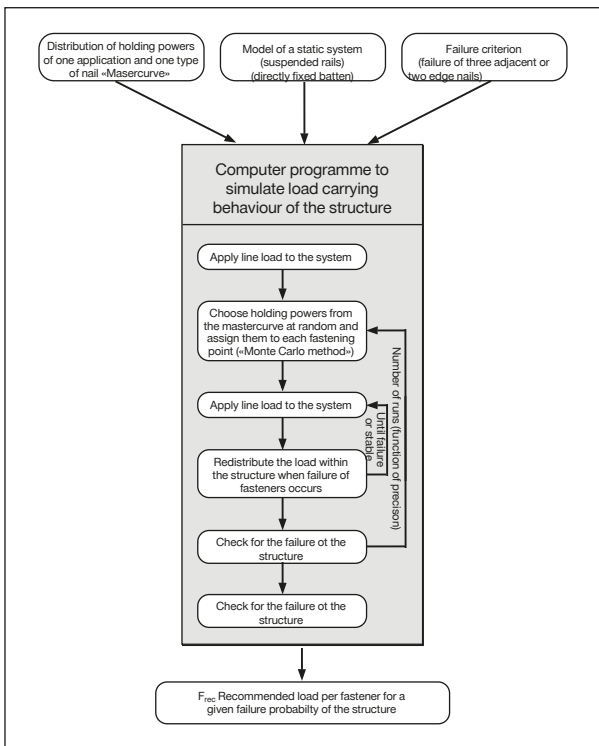 Distribution of holding powers
of one application and one type
of nail «Masercurve»
Model of a static system
(suspended rails)
(directly fixed batten)
Failure criterion
(failure of three adjacent or
two edge nails)
Computer programme to
simulate load carrying
behaviour of the structure
Apply line load to the system
Choose holding powers from
the mastercurve at random and
assign them to each fastening
point («Monte Carlo method»)
Apply line load to the system
Until failure
or stable
Number of runs (function of precison)
Redistribute the load within
the structure when failure of
fasteners occurs
Check for the failure ot the
structure
Check for the failure ot the
structure
Frec Recommended load per fastener for a
given failure probabilty of the structure